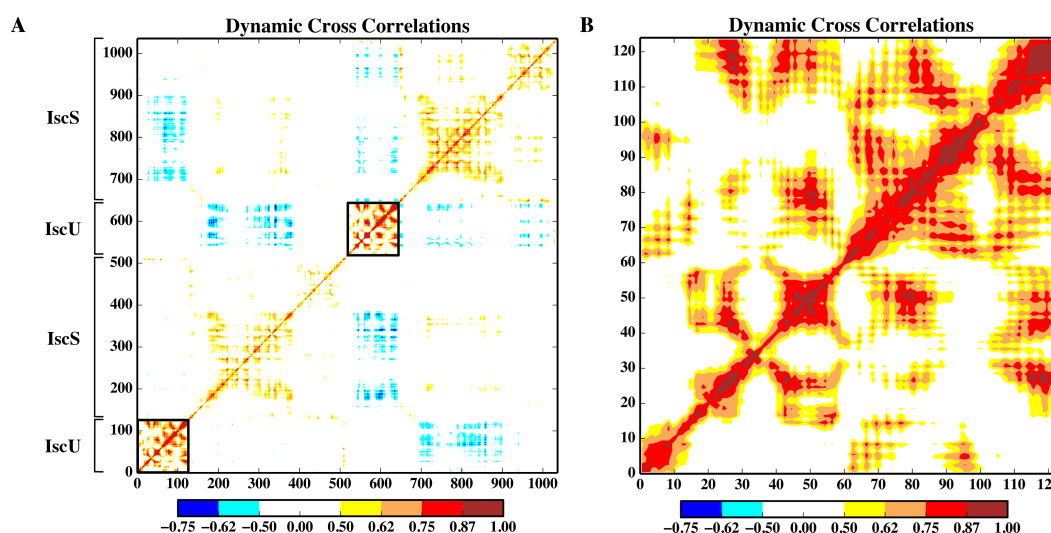 A
Dynamic Cross Correlations
1000
900
800
700
600
500
400
300
200
100
0
IscS
IscU
IscS
IscU
0 100 200 300 400 500 600 700 800 900 1000
−0.75 −0.62 −0.50 0.00 0.50 0.62 0.75 0.87 1.00
B
Dynamic Cross Correlations
120
110
100
90
80
70
60
50
40
30
20
10
0
0 10 20 30 40 50 60 70 80 90 100 110 120
−0.75 −0.62 −0.50 0.00 0.50 0.62 0.75 0.87 1.00